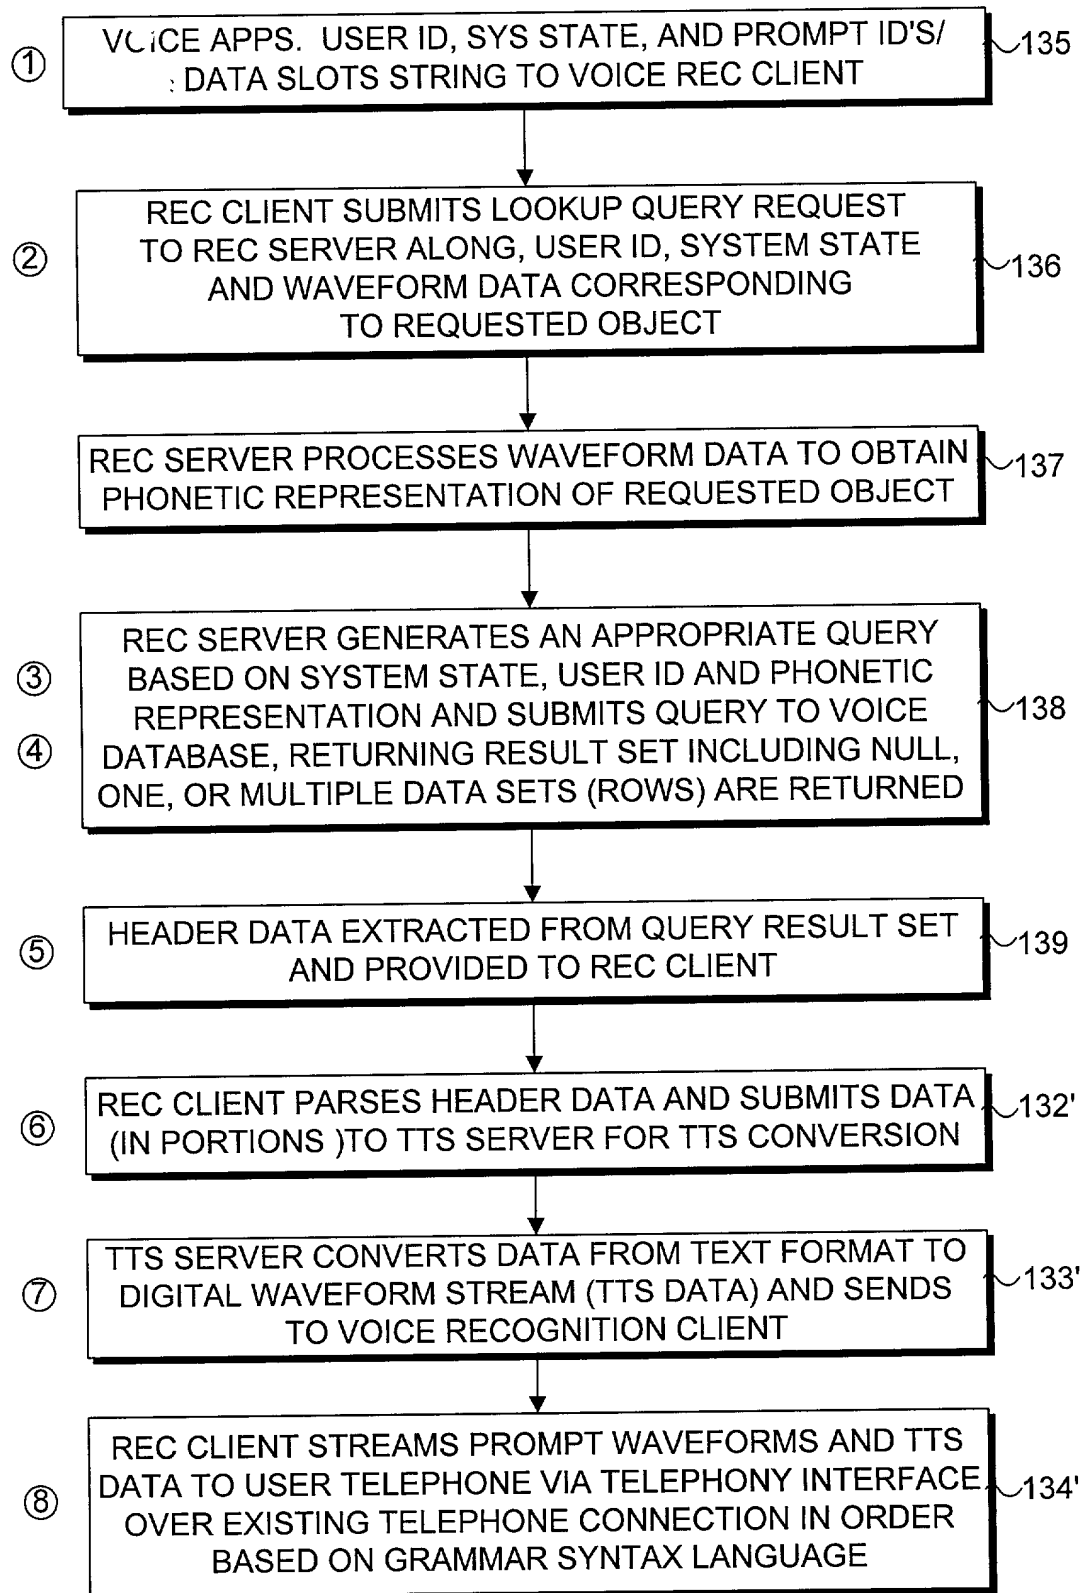 ① VOICE APPS. USER ID, SYS STATE, AND PROMPT ID'S/ 135
DATA SLOTS STRING TO VOICE REC CLIENT
② REC CLIENT SUBMITS LOOKUP QUERY REQUEST
TO REC SERVER ALONG, USER ID, SYSTEM STATE 136
AND WAVEFORM DATA CORRESPONDING
TO REQUESTED OBJECT
REC SERVER PROCESSES WAVEFORM DATA TO OBTAIN 137
PHONETIC REPRESENTATION OF REQUESTED OBJECT
REC SERVER GENERATES AN APPROPRIATE QUERY
③ BASED ON SYSTEM STATE, USER ID AND PHONETIC
REPRESENTATION AND SUBMITS QUERY TO VOICE 138
④ DATABASE, RETURNING RESULT SET INCLUDING NULL,
ONE, OR MULTIPLE DATA SETS (ROWS) ARE RETURNED
⑤ HEADER DATA EXTRACTED FROM QUERY RESULT SET 139
AND PROVIDED TO REC CLIENT
⑥ REC CLIENT PARSES HEADER DATA AND SUBMITS DATA 132'
(IN PORTIONS )TO TTS SERVER FOR TTS CONVERSION
TTS SERVER CONVERTS DATA FROM TEXT FORMAT TO 133'
⑦ DIGITAL WAVEFORM STREAM (TTS DATA) AND SENDS
TO VOICE RECOGNITION CLIENT
REC CLIENT STREAMS PROMPT WAVEFORMS AND TTS
⑧ DATA TO USER TELEPHONE VIA TELEPHONY INTERFACE 134'
OVER EXISTING TELEPHONE CONNECTION IN ORDER
BASED ON GRAMMAR SYNTAX LANGUAGE